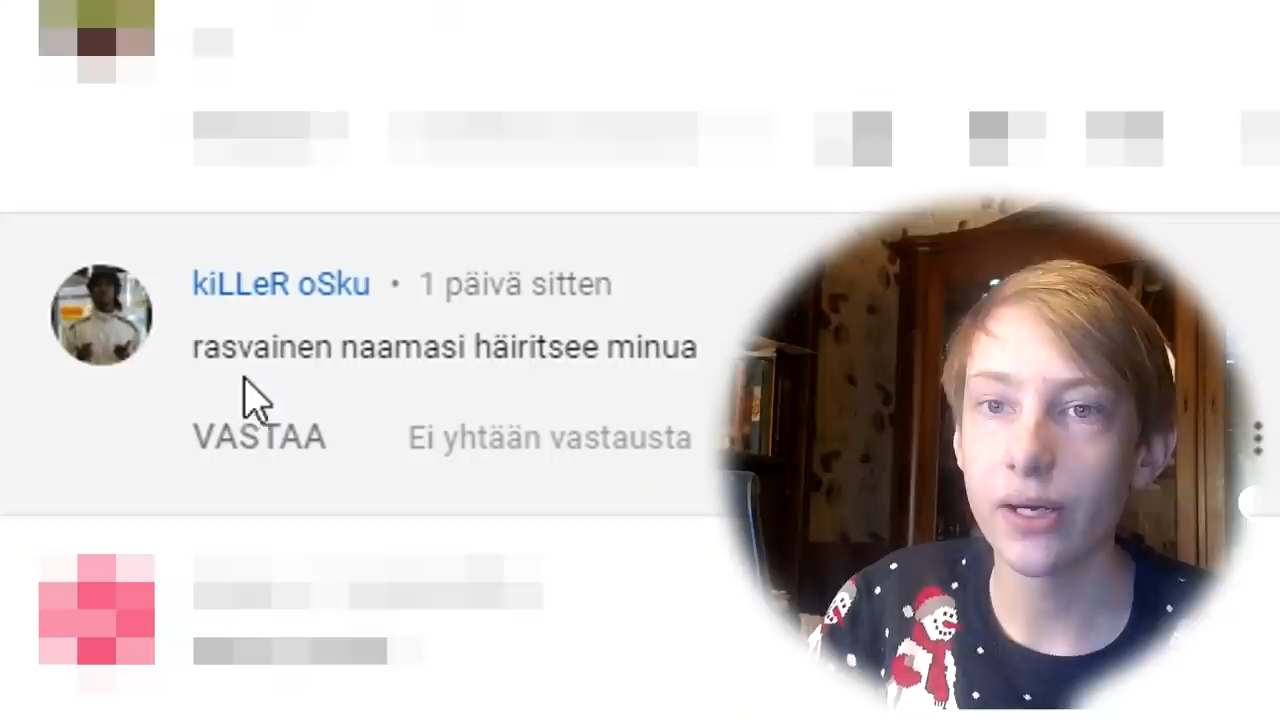 kiLLeR oSku • 1 päivä sitten
rasvainen naamasi häiritsee minua
VASTAA Ei yhtään vastausta